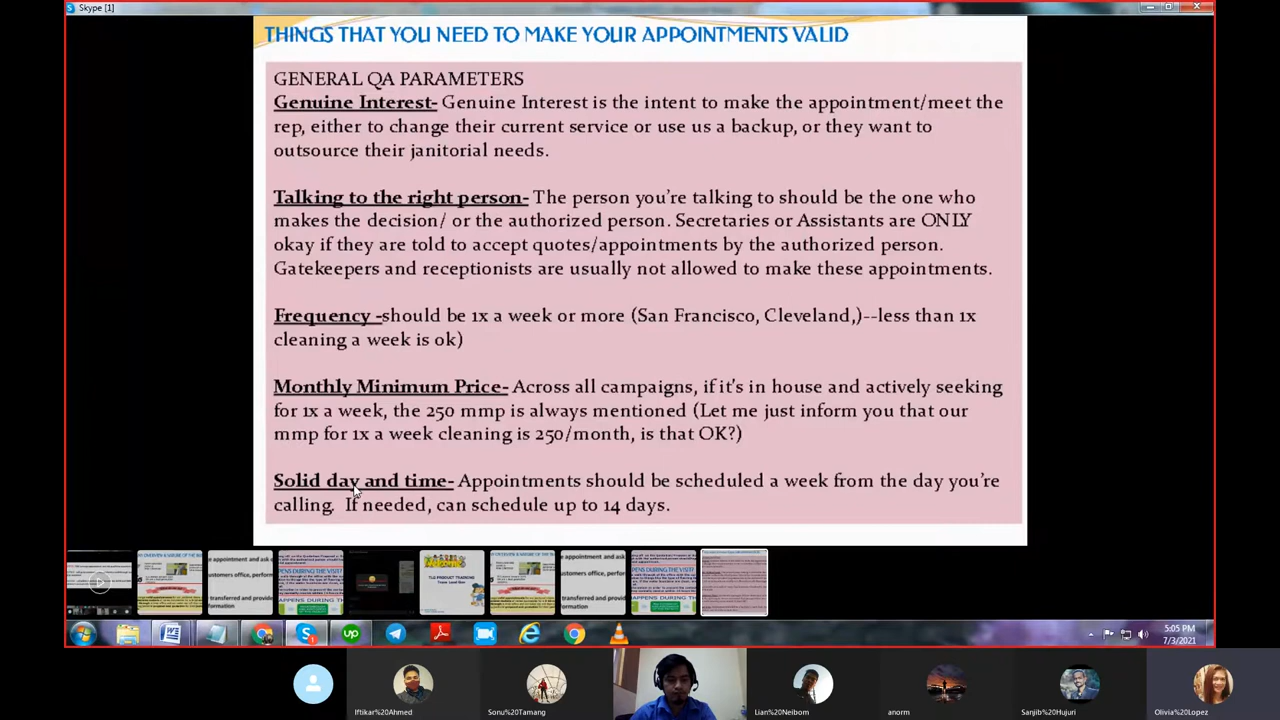 Skype [1]
THINGS THAT YOU NEED TO MAKE YOUR APPOINTMENTS VALID
GENERAL QA PARAMETERS
Genuine Interest- Genuine Interest is the intent to make the appointment/meet the
rep, either to change their current service or use us a backup, or they want to
outsource their janitorial needs.
Talking to the right person- The person you're talking to should be the one who
makes the decision/ or the authorized person. Secretaries or Assistants are ONLY
okay if they are told to accept quotes/appointments by the authorized person.
Gatekeepers and receptionists are usually not allowed to make these appointments.
Frequency -should be 1x a week or more (San Francisco, Cleveland,)--less than 1x
cleaning a week is ok)
Monthly Minimum Price- Across all campaigns, if it's in house and actively seeking
for 1x a week, the 250 mmp is always mentioned (Let me just inform you that our
mmp for 1x a week cleaning is 250/month, is that OK?)
Solid day and time- Appointments should be scheduled a week from the day you're
calling.  If needed, can schedule up to 14 days.
5:05 PM
7/3/2021
Iftikar%20Ahmed
Sonu%20Tamang
Lian%20Neibom
anorm
Sanjib%20Hujuri
Olivia%20Lopez